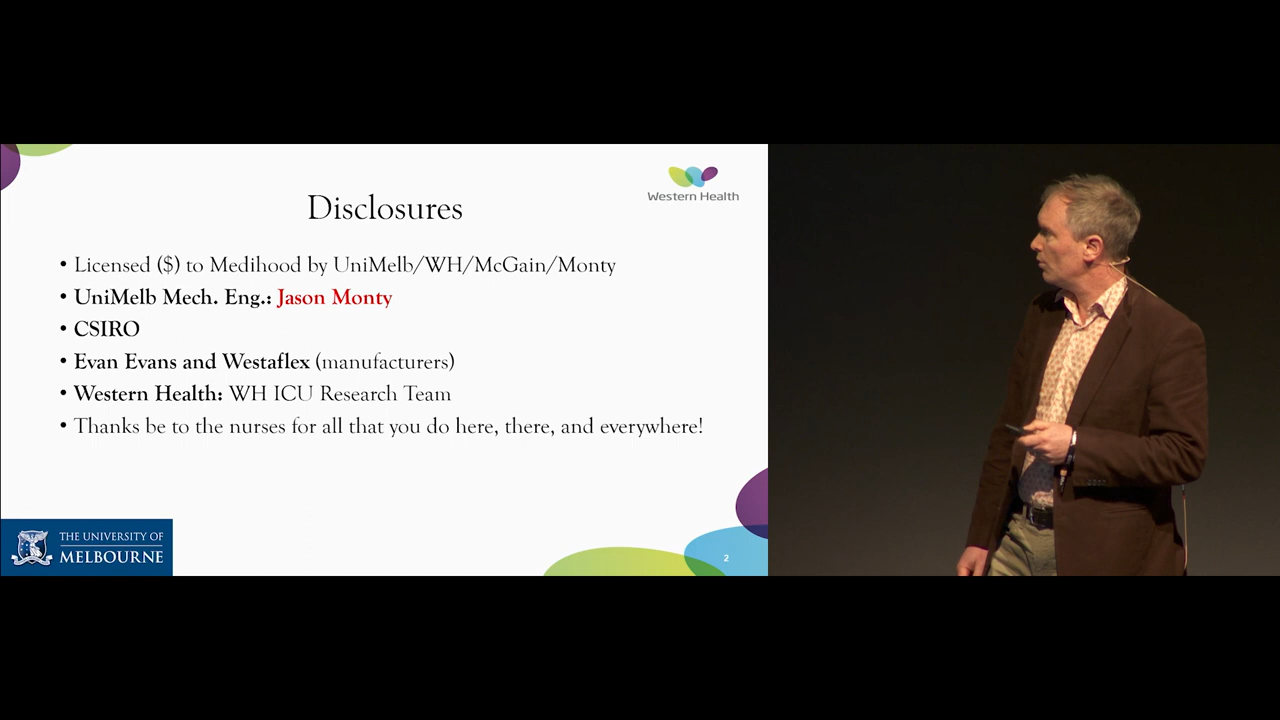 Western Health
Disclosures
• Licensed ($) to Medihood by UniMelb/WH/McGain/Monty
• UniMelb Mech. Eng.: Jason Monty
• CSIRO
• Evan Evans and Westaflex (manufacturers)
• Western Health: WH ICU Research Team
• Thanks be to the nurses for all that you do here, there, and everywhere!
THE UNIVERSITY OF
MELBOURNE
2